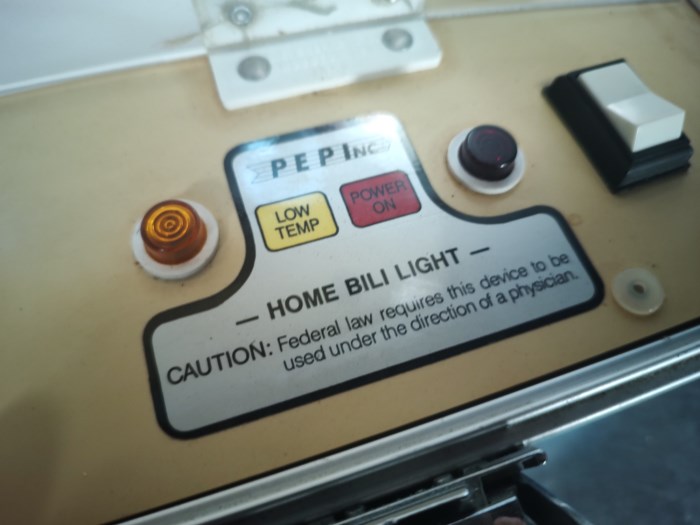 PEP INC.
LOW
TEMP
POWER
ON
— HOME BILI LIGHT —
CAUTION: Federal law requires this device to be
used under the direction of a physician.